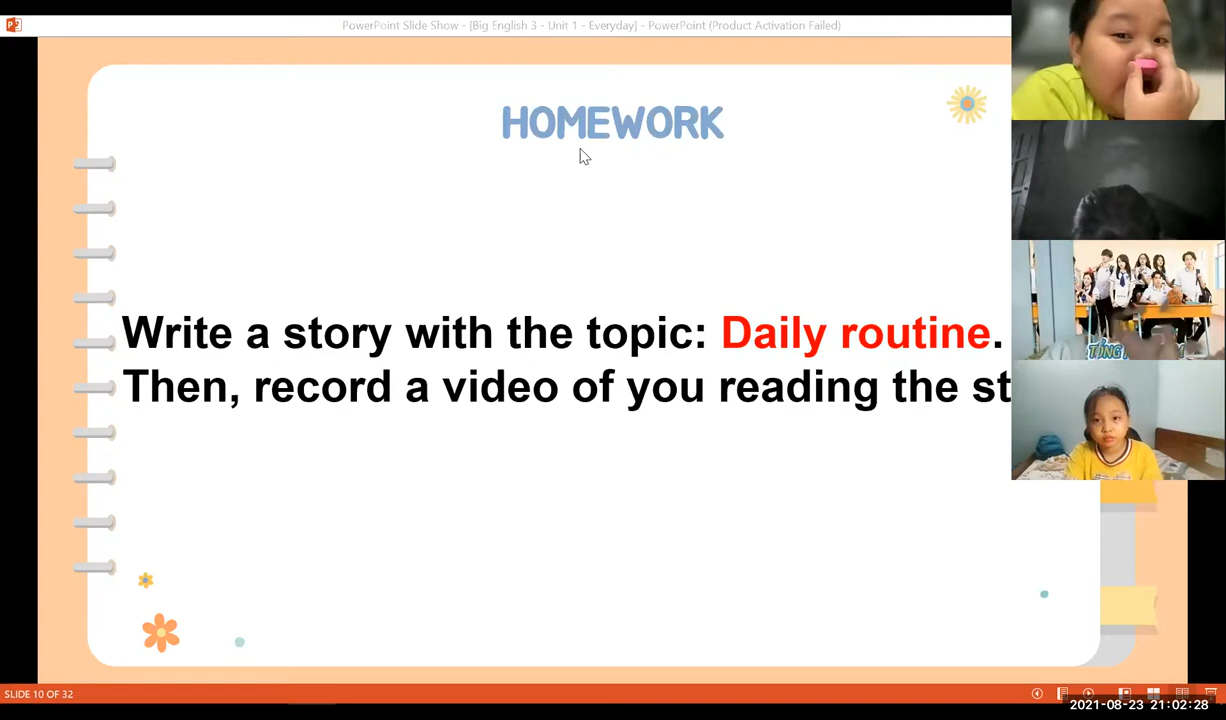 PowerPoint Slide Show - [Big English 3 - Unit 1 - Everyday] - PowerPoint (Product Activation Failed)
HOMEWORK
Write a story with the topic: Daily routine.
Then, record a video of you reading the st
SLIDE 10 OF 32
2021-08-23 21:02:28